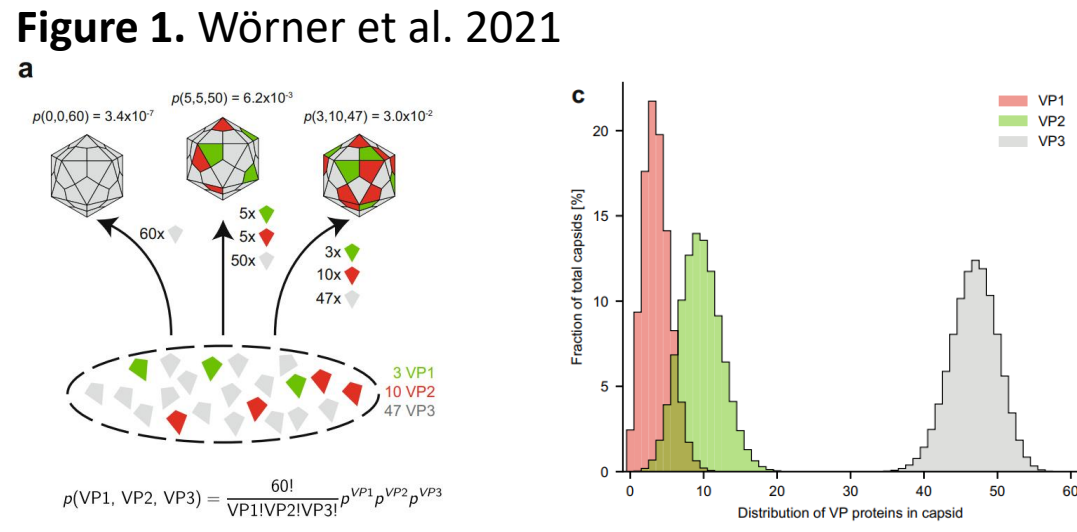 Figure 1. Wörner et al. 2021
a
p(0,0,60) = 3.4x10⁻⁷
p(5,5,50) = 6.2x10⁻³
p(3,10,47) = 3.0x10⁻²
60x
5x
5x
50x
3x
10x
47x
3 VP1
10 VP2
47 VP3
p(VP1, VP2, VP3) = 60! / VP1!VP2!VP3! p^VP1 p^VP2 p^VP3
c
VP1
VP2
VP3
Fraction of total capsids [%]
20
15
10
5
0
0 10 20 30 40 50 60
Distribution of VP proteins in capsid